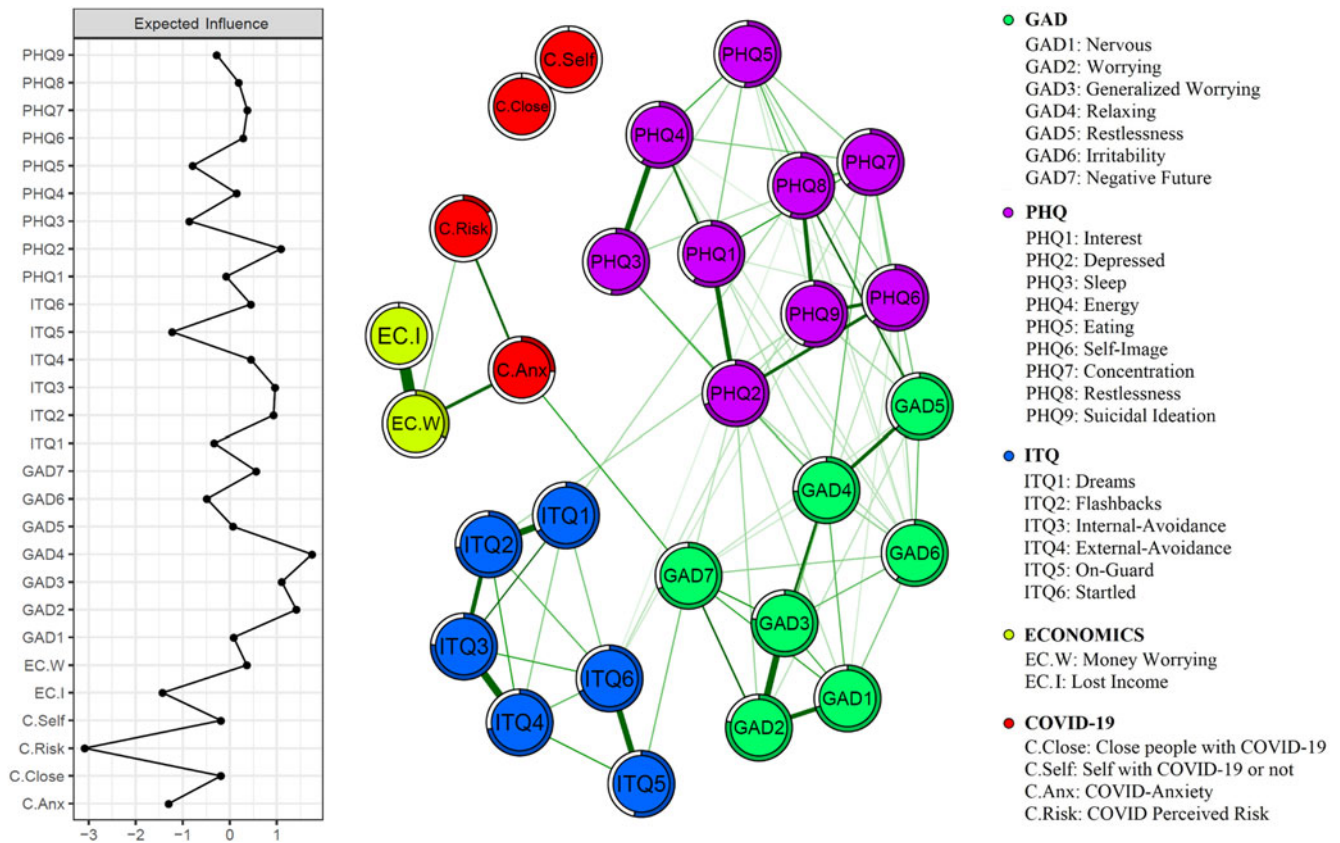 Expected Influence
PHQ9
PHQ8
PHQ7
PHQ6
PHQ5
PHQ4
PHQ3
PHQ2
PHQ1
ITQ6
ITQ5
ITQ4
ITQ3
ITQ2
ITQ1
GAD7
GAD6
GAD5
GAD4
GAD3
GAD2
GAD1
EC.W
EC.I
C.Self
C.Risk
C.Close
C.Anx
−3 −2 −1 0 1
C.Self
C.Close
PHQ5
PHQ4
PHQ7
PHQ8
C.Risk
PHQ3
PHQ1
PHQ6
PHQ9
EC.I
C.Anx
PHQ2
EC.W
GAD5
GAD4
ITQ1
ITQ2
GAD6
GAD7
GAD3
ITQ3
ITQ6
GAD1
ITQ4
GAD2
ITQ5
GAD
GAD1: Nervous
GAD2: Worrying
GAD3: Generalized Worrying
GAD4: Relaxing
GAD5: Restlessness
GAD6: Irritability
GAD7: Negative Future
PHQ
PHQ1: Interest
PHQ2: Depressed
PHQ3: Sleep
PHQ4: Energy
PHQ5: Eating
PHQ6: Self-Image
PHQ7: Concentration
PHQ8: Restlessness
PHQ9: Suicidal Ideation
ITQ
ITQ1: Dreams
ITQ2: Flashbacks
ITQ3: Internal-Avoidance
ITQ4: External-Avoidance
ITQ5: On-Guard
ITQ6: Startled
ECONOMICS
EC.W: Money Worrying
EC.I: Lost Income
COVID-19
C.Close: Close people with COVID-19
C.Self: Self with COVID-19 or not
C.Anx: COVID-Anxiety
C.Risk: COVID Perceived Risk